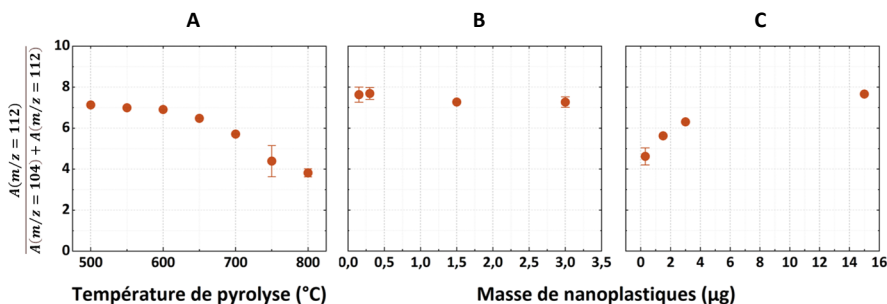 A B C
A(m/z = 112)
A(m/z = 104) + A(m/z = 112)
10
8
6
4
2
0
500 600 700 800
0,0 0,5 1,0 1,5 2,0 2,5 3,0 3,5
0 2 4 6 8 10 12 14 16
Température de pyrolyse (°C) Masse de nanoplastiques (µg)